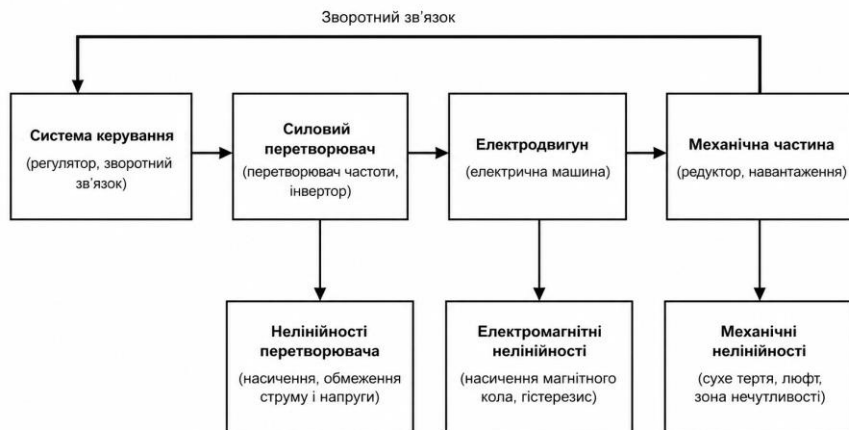 Зворотний зв’язок
Система керування
(регулятор, зворотний
зв’язок)
Силовий
перетворювач
(перетворювач частоти,
інвертор)
Електродвигун
(електрична машина)
Механічна частина
(редуктор, навантаження)
Нелінійності
перетворювача
(насичення, обмеження
струму і напруги)
Електромагнітні
нелінійності
(насичення магнітного
кола, гістерезис)
Механічні
нелінійності
(сухе тертя, люфт,
зона нечутливості)